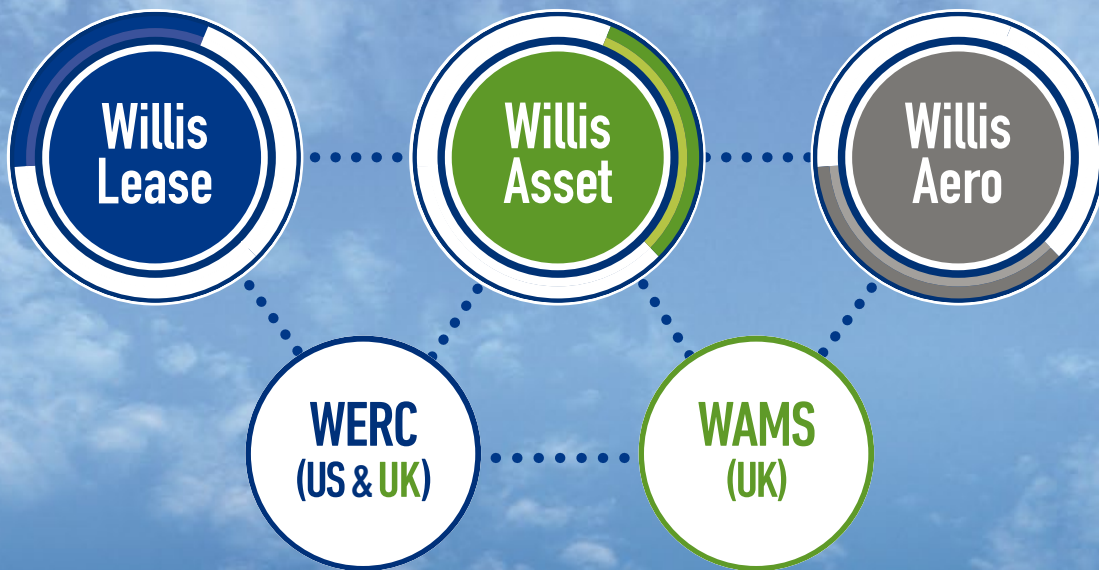 Willis
Lease
Willis
Asset
Willis
Aero
WERC
(US & UK)
WAMS
(UK)